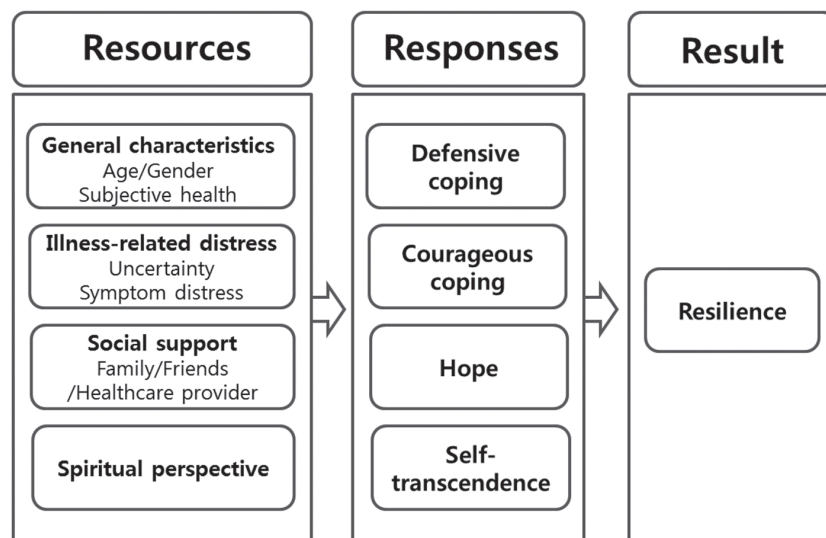 Resources
General characteristics
Age/Gender
Subjective health
Illness-related distress
Uncertainty
Symptom distress
Social support
Family/Friends
/Healthcare provider
Spiritual perspective
Responses
Defensive
coping
Courageous
coping
Hope
Self-
transcendence
Result
Resilience